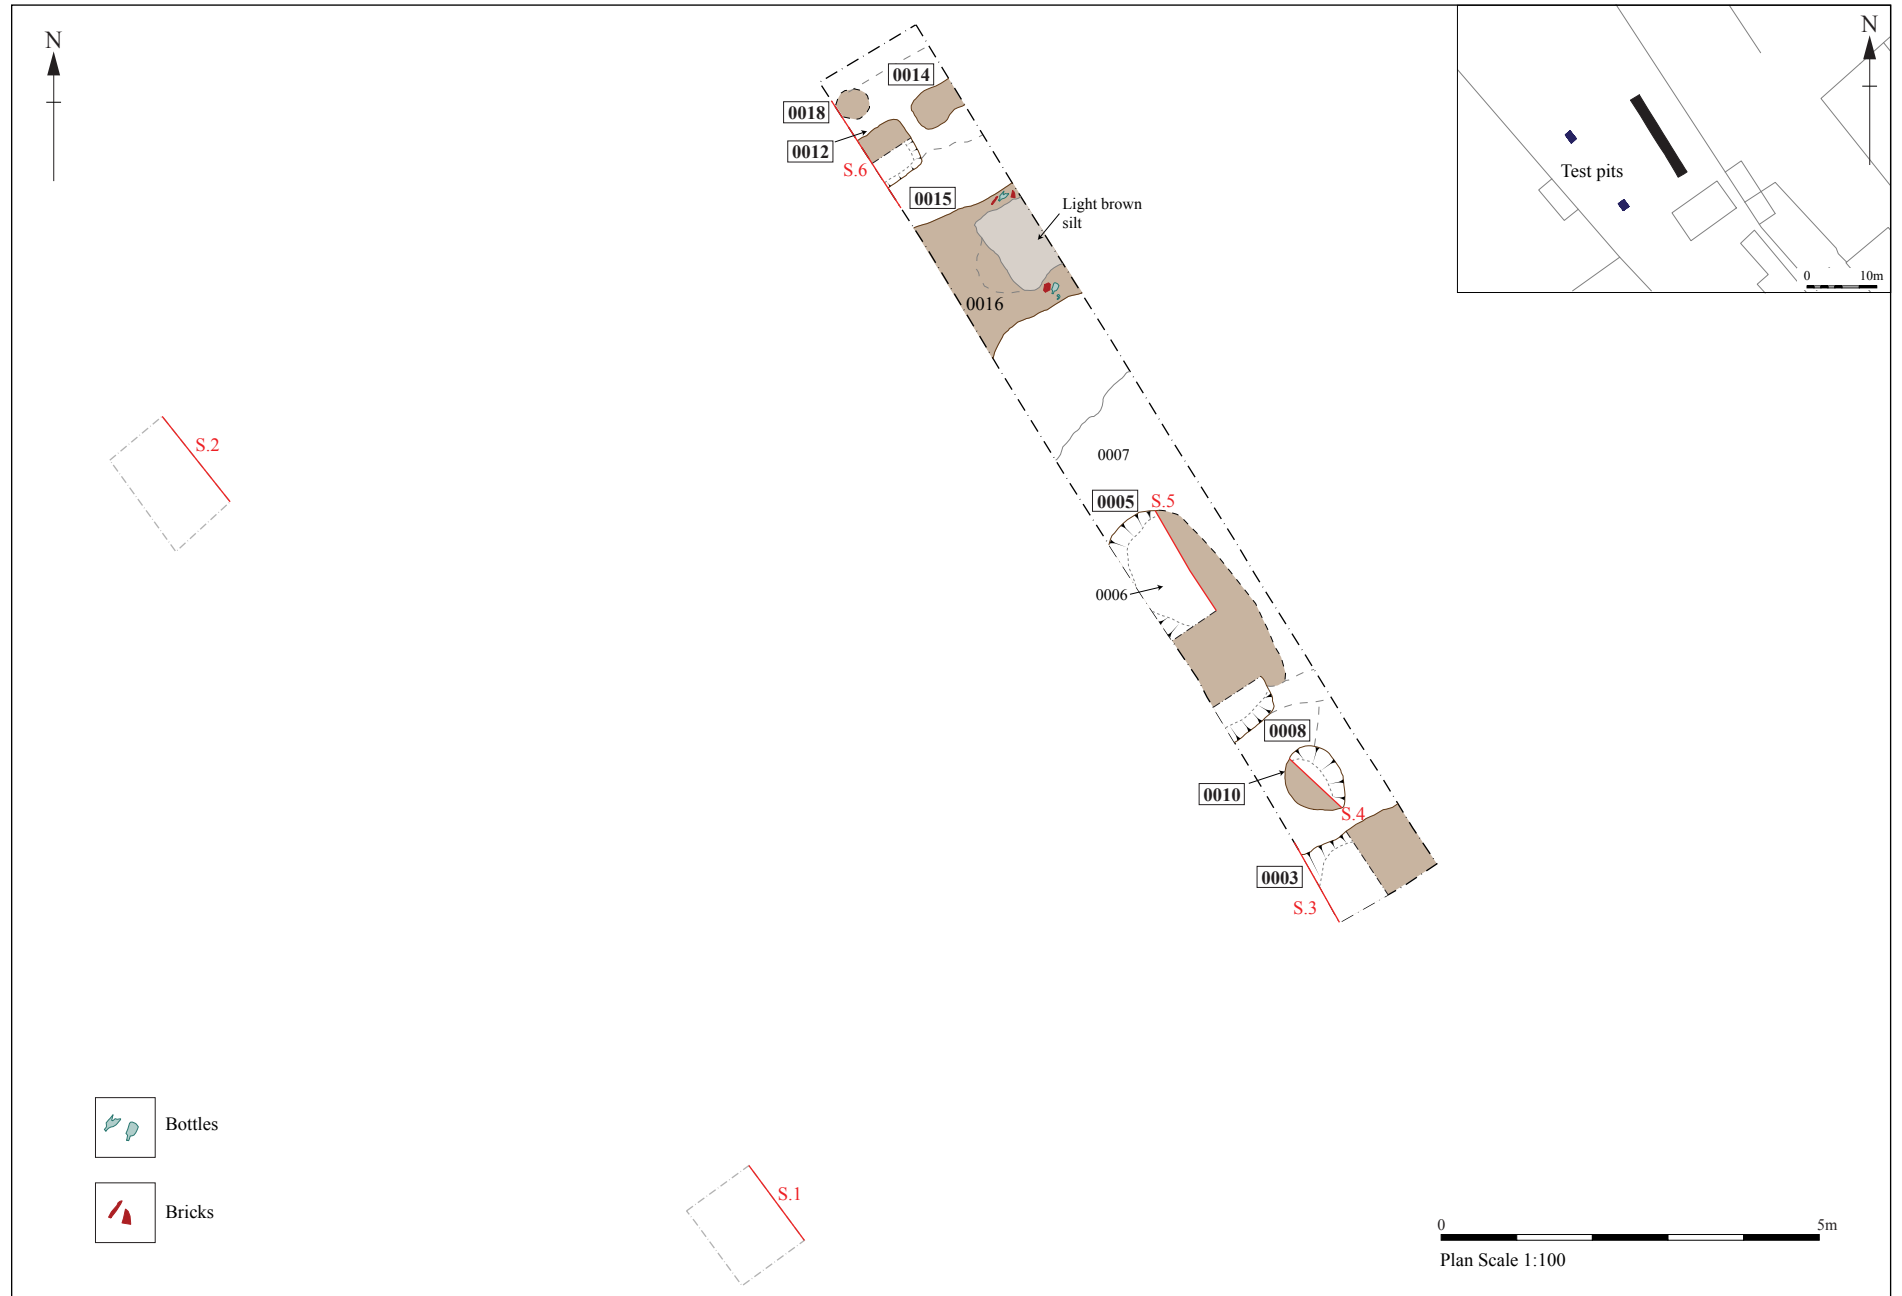 N
N
0014
0018
0012
S.6
Test pits
0015
Light brown
silt
0 10m
0016
S.2
0007
0005
S.5
0006
0008
0010
S.4
0003
S.3
Bottles
S.1
Bricks
0 5m
Plan Scale 1:100